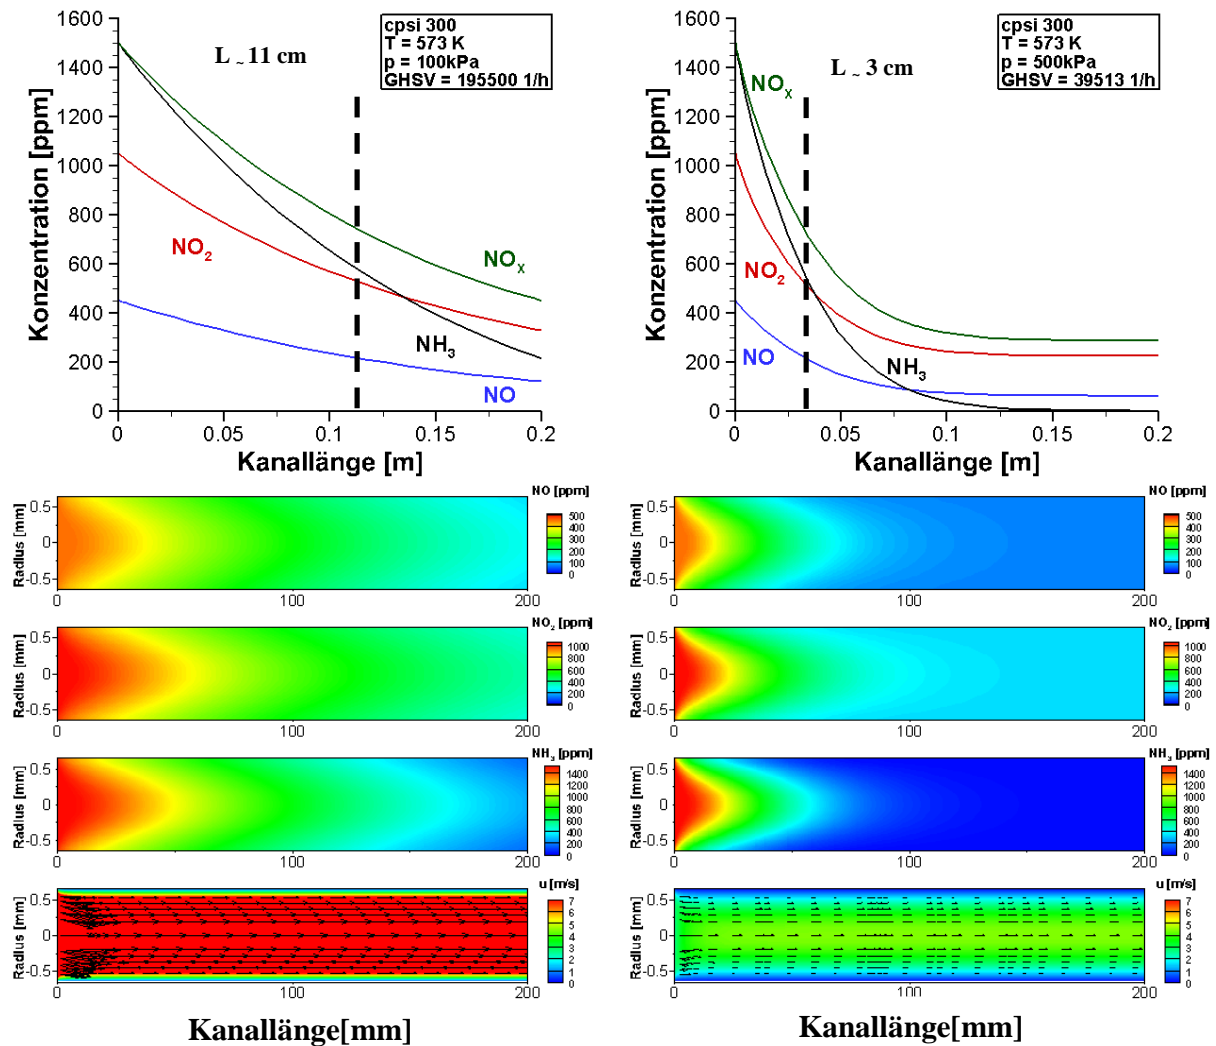 cpsi 300
T = 573 K
p = 100kPa
GHSV = 195500 1/h
L ~ 11 cm
Konzentration [ppm]
1600
1400
1200
1000
800
600
400
200
0
NO2
NOX
NH3
NO
0 0.05 0.1 0.15 0.2
Kanallänge [m]
cpsi 300
T = 573 K
p = 500kPa
GHSV = 39513 1/h
L ~ 3 cm
Konzentration [ppm]
1600
1400
1200
1000
800
600
400
200
0
NOX
NO2
NO
NH3
0 0.05 0.1 0.15 0.2
Kanallänge [m]
Radius [mm]
0.5
0
-0.5
0 100 200
NO [ppm]
500
400
300
200
100
0
Radius [mm]
0.5
0
-0.5
0 100 200
NO [ppm]
500
400
300
200
100
0
Radius [mm]
0.5
0
-0.5
0 100 200
NO2 [ppm]
1000
800
600
400
200
0
Radius [mm]
0.5
0
-0.5
0 100 200
NO2 [ppm]
1000
800
600
400
200
0
Radius [mm]
0.5
0
-0.5
0 100 200
NH3 [ppm]
1400
1200
1000
800
600
400
200
0
Radius [mm]
0.5
0
-0.5
0 100 200
NH3 [ppm]
1400
1200
1000
800
600
400
200
0
Radius [mm]
0.5
0
-0.5
0 100 200
u [m/s]
7
6
5
4
3
2
1
0
Radius [mm]
0.5
0
-0.5
0 100 200
u [m/s]
7
6
5
4
3
2
1
0
Kanallänge[mm]
Kanallänge[mm]